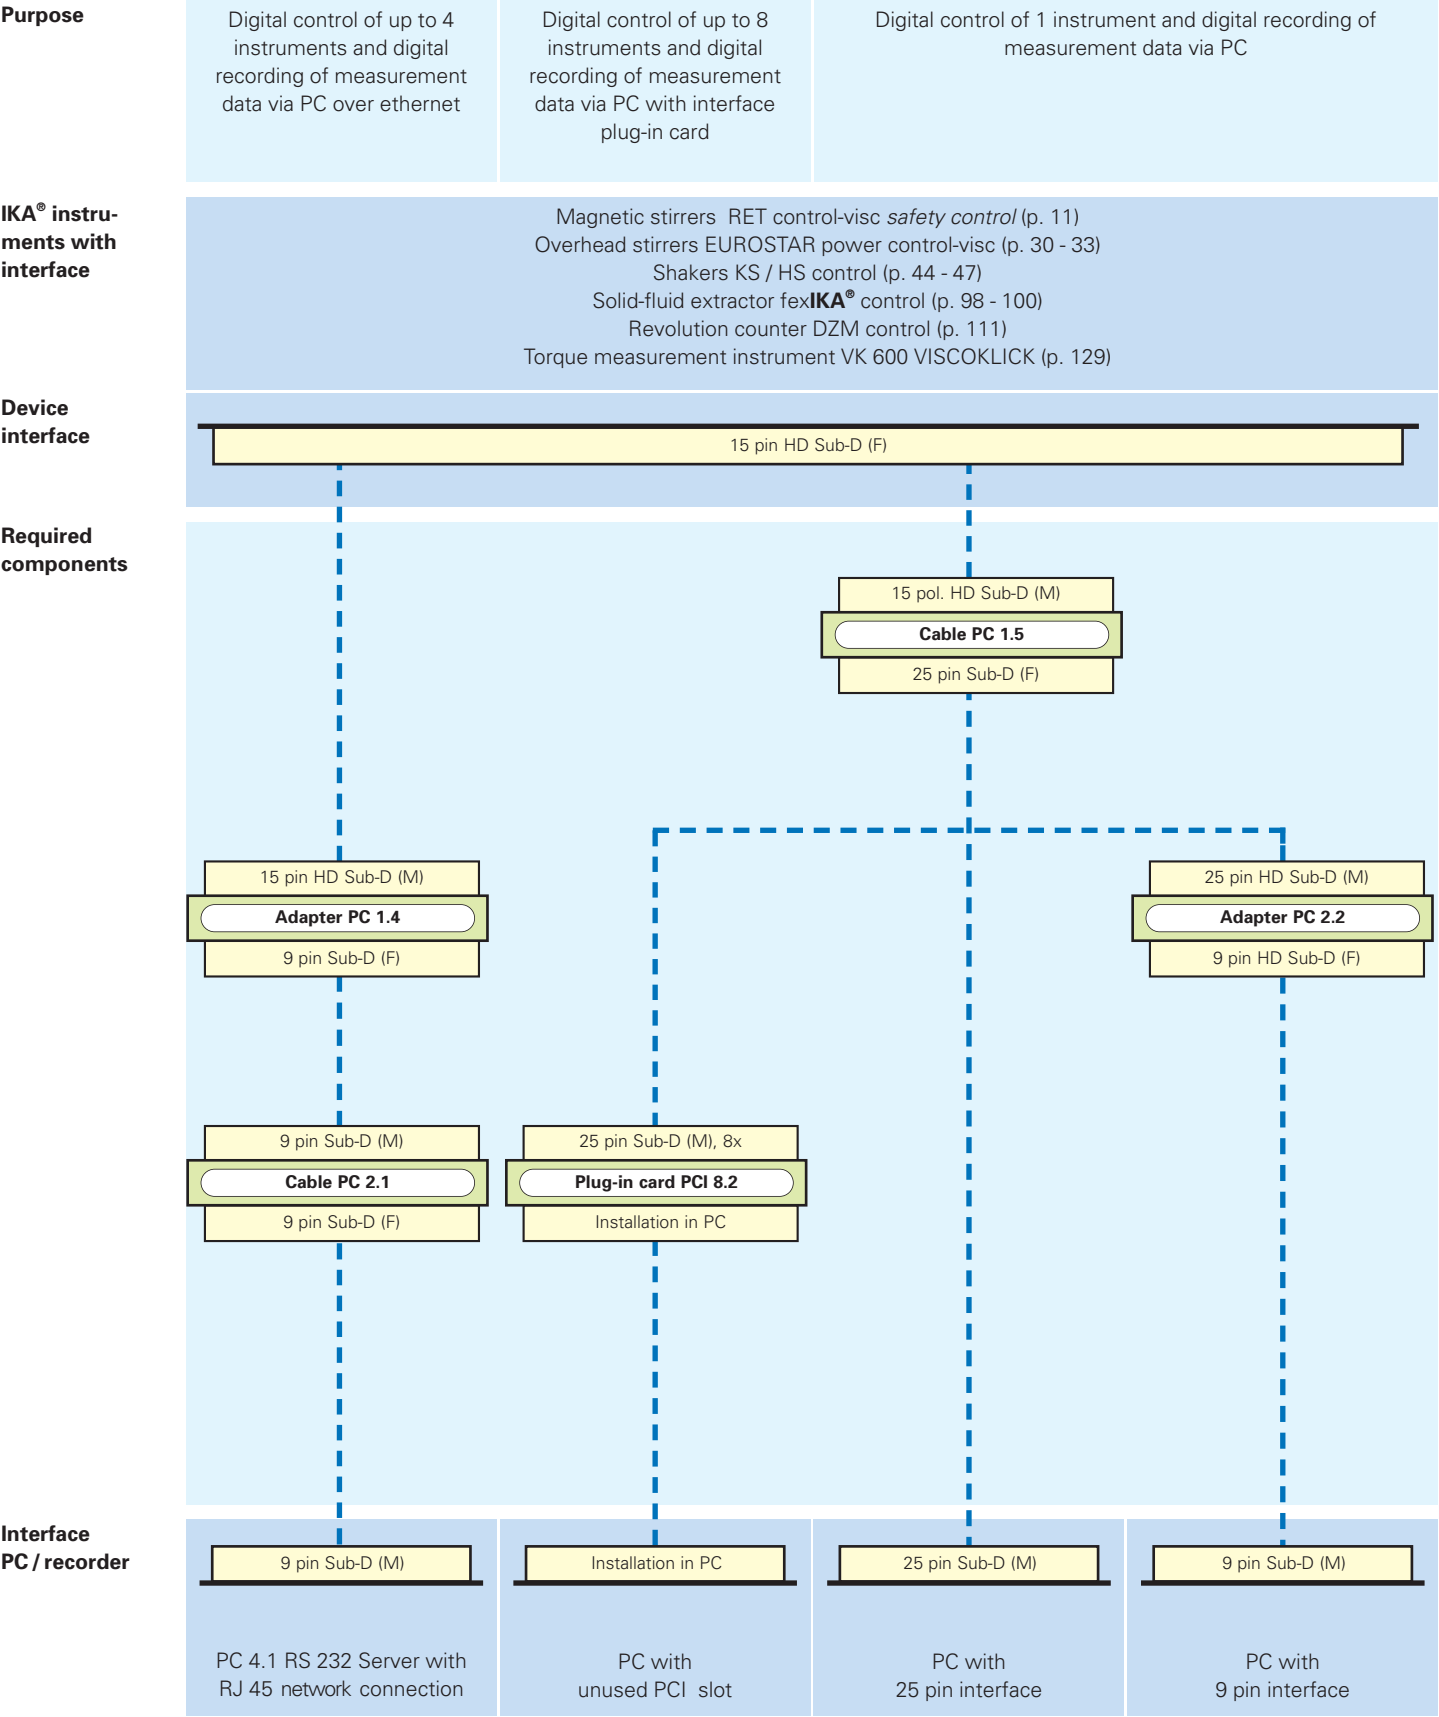 Purpose
Digital control of up to 4
instruments and digital
recording of measurement
data via PC over ethernet
Digital control of up to 8
instruments and digital
recording of measurement
data via PC with interface
plug-in card
Digital control of 1 instrument and digital recording of
measurement data via PC
IKA® instru-
ments with
interface
Magnetic stirrers RET control-visc safety control (p. 11)
Overhead stirrers EUROSTAR power control-visc (p. 30 - 33)
Shakers KS / HS control (p. 44 - 47)
Solid-fluid extractor fexIKA® control (p. 98 - 100)
Revolution counter DZM control (p. 111)
Torque measurement instrument VK 600 VISCOKLICK (p. 129)
Device
interface
15 pin HD Sub-D (F)
Required
components
15 pol. HD Sub-D (M)
Cable PC 1.5
25 pin Sub-D (F)
15 pin HD Sub-D (M)
Adapter PC 1.4
9 pin Sub-D (F)
25 pin HD Sub-D (M)
Adapter PC 2.2
9 pin HD Sub-D (F)
9 pin Sub-D (M)
Cable PC 2.1
9 pin Sub-D (F)
25 pin Sub-D (M), 8x
Plug-in card PCI 8.2
Installation in PC
Interface
PC / recorder
9 pin Sub-D (M)
Installation in PC
25 pin Sub-D (M)
9 pin Sub-D (M)
PC 4.1 RS 232 Server with
RJ 45 network connection
PC with
unused PCI slot
PC with
25 pin interface
PC with
9 pin interface